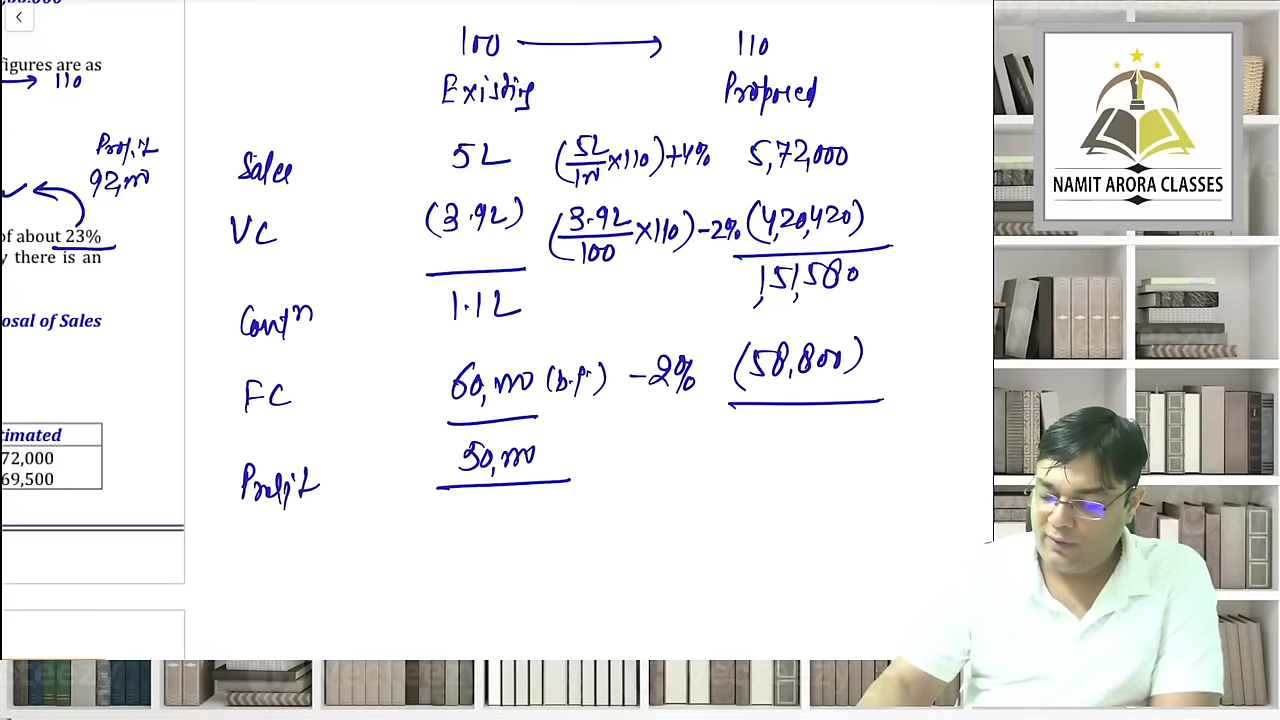 figures are as
110
Profit
92,000
of about 23%
y there is an
osal of Sales
timated
72,000
69,500
100 → 110
Existing Proposed
Sales 5L (5L/100 ×110)+4% 5,72,000
VC (3.92) (3.92/100 ×110) -2% (4,20,420)
Contn 1.1L 1,51,580
FC 60,000 (b.f.) -2% (58,800)
Profit 50,000
NAMIT ARORA CLASSES